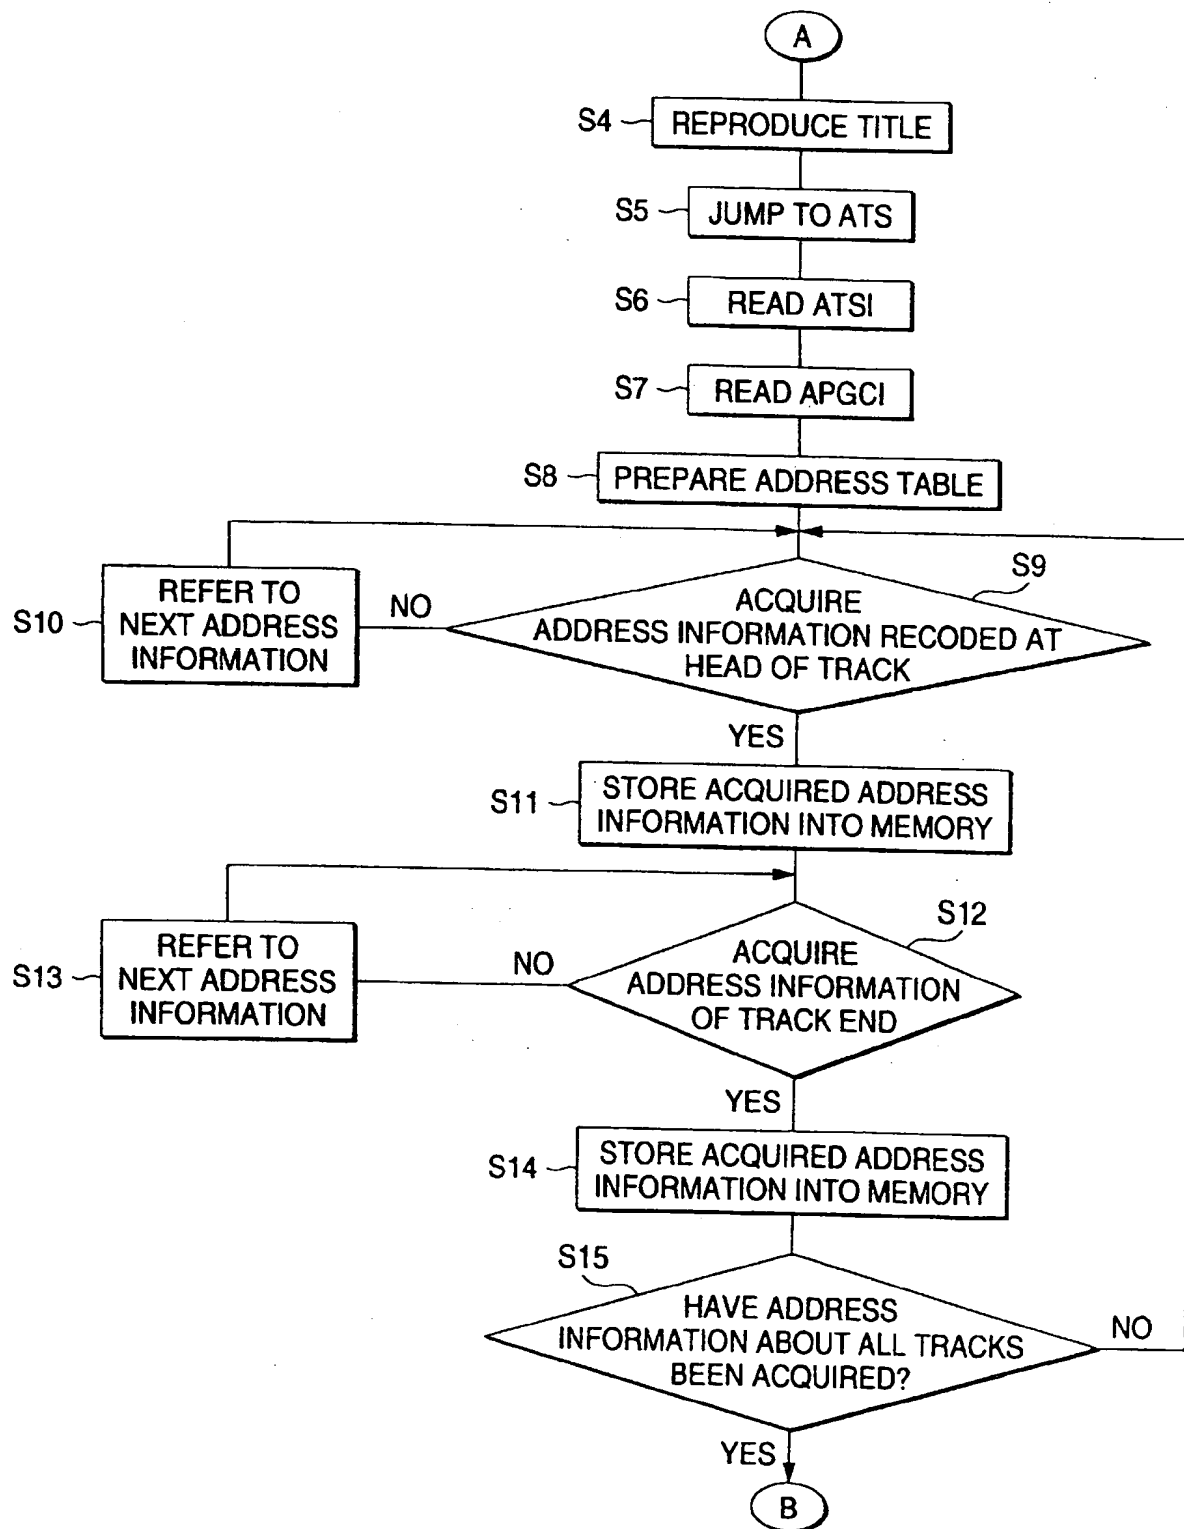 A
S4
REPRODUCE TITLE
S5
JUMP TO ATS
S6
READ ATSI
S7
READ APGCI
S8
PREPARE ADDRESS TABLE
S9
ACQUIRE
ADDRESS INFORMATION RECODED AT
HEAD OF TRACK
NO
S10
REFER TO
NEXT ADDRESS
INFORMATION
YES
S11
STORE ACQUIRED ADDRESS
INFORMATION INTO MEMORY
S12
ACQUIRE
ADDRESS INFORMATION
OF TRACK END
NO
S13
REFER TO
NEXT ADDRESS
INFORMATION
YES
S14
STORE ACQUIRED ADDRESS
INFORMATION INTO MEMORY
S15
HAVE ADDRESS
INFORMATION ABOUT ALL TRACKS
BEEN ACQUIRED?
NO
YES
B